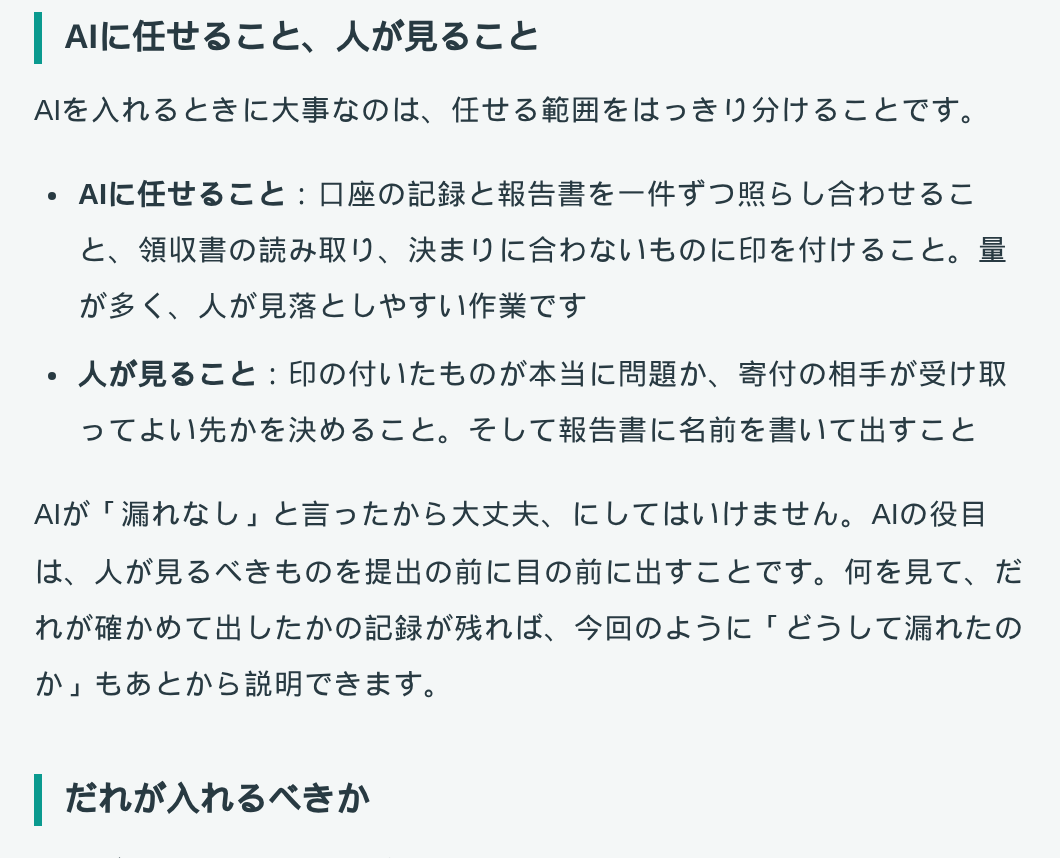 AIに任せること、人が見ること
AIを入れるときに大事なのは、任せる範囲をはっきり分けることです。
• AIに任せること：口座の記録と報告書を一件ずつ照らし合わせるこ
と、領収書の読み取り、決まりに合わないものに印を付けること。量
が多く、人が見落としやすい作業です
• 人が見ること：印の付いたものが本当に問題か、寄付の相手が受け取
ってよい先かを決めること。そして報告書に名前を書いて出すこと
AIが「漏れなし」と言ったから大丈夫、にしてはいけません。AIの役目
は、人が見るべきものを提出の前に目の前に出すことです。何を見て、だ
れが確かめて出したかの記録が残れば、今回のように「どうして漏れたの
か」もあとから説明できます。
だれが入れるべきか